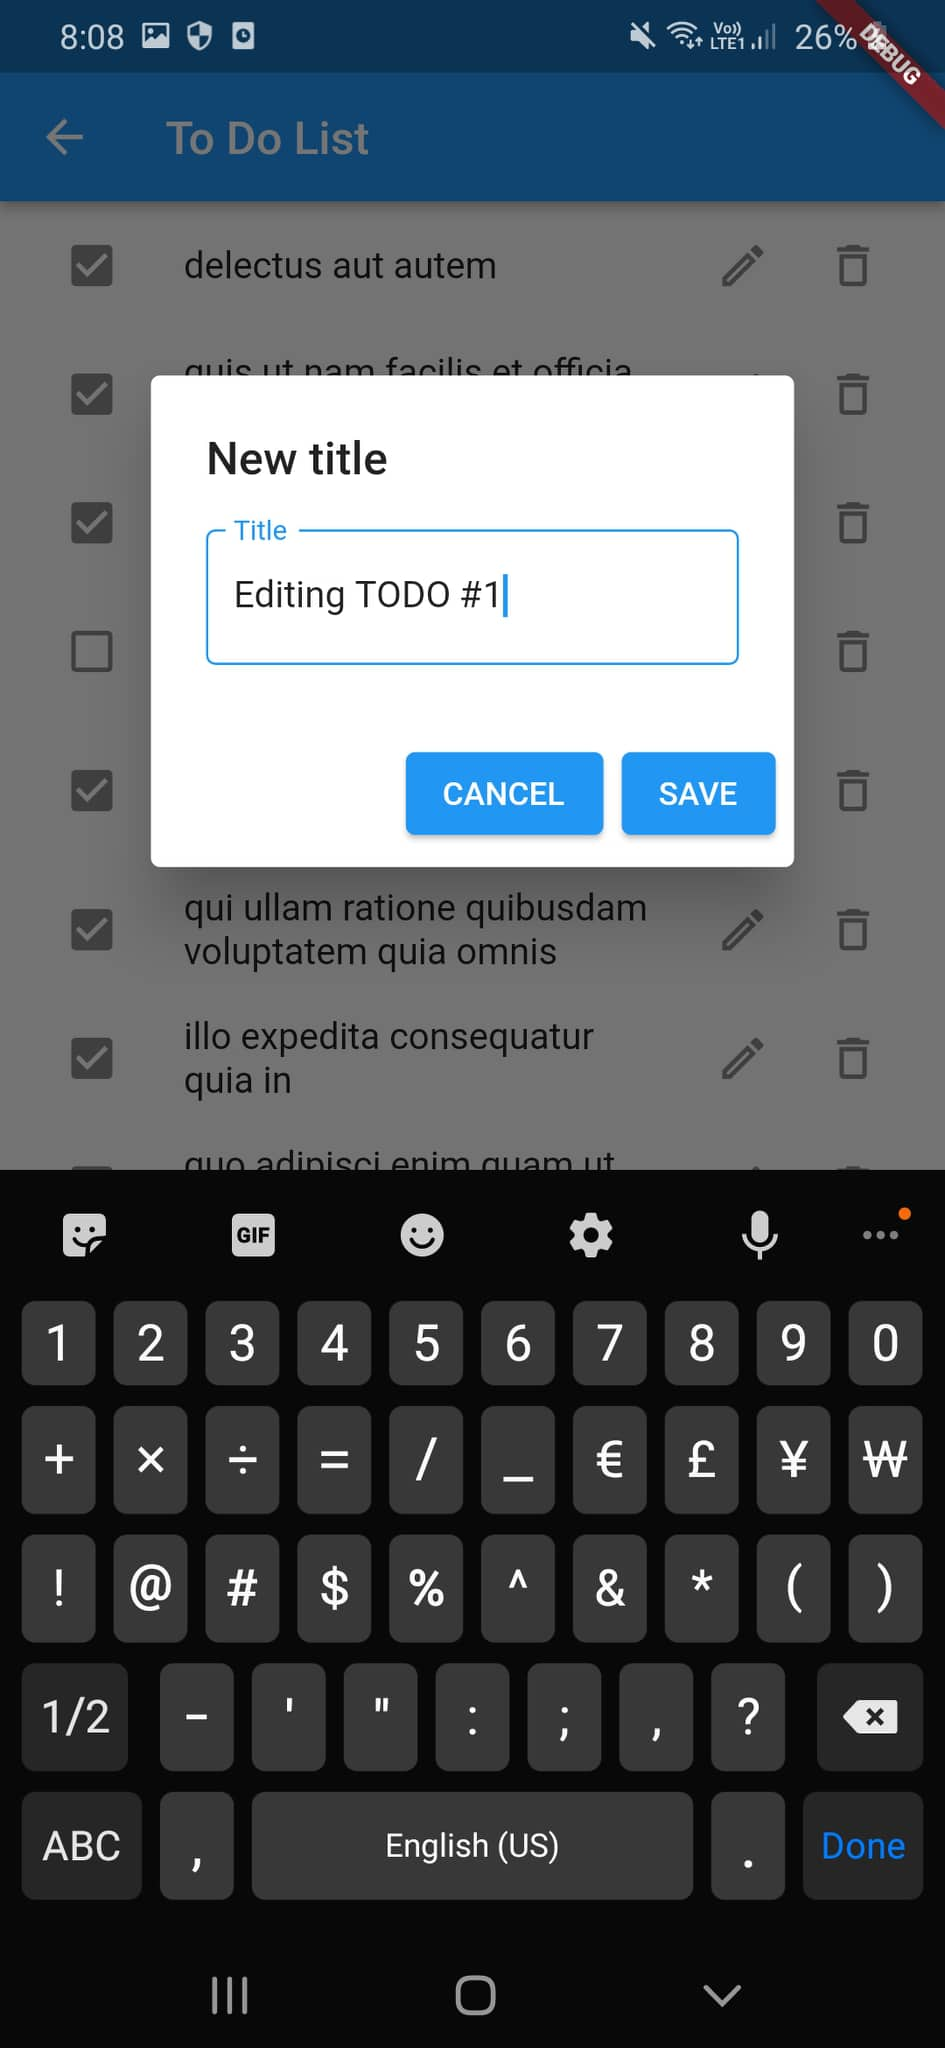 8:08
Vo))
LTE1
26%
DEBUG
To Do List
delectus aut autem
quis ut nam facilis et officia
New title
Title
Editing TODO #1
CANCEL
SAVE
qui ullam ratione quibusdam
voluptatem quia omnis
illo expedita consequatur
quia in
quo adipisci enim quam ut
GIF
1 2 3 4 5 6 7 8 9 0
+ × ÷ = / _ € £ ¥ ₩
! @ # $ % ^ & * ( )
1/2 - ' " : ; , ?
ABC , English (US) . Done